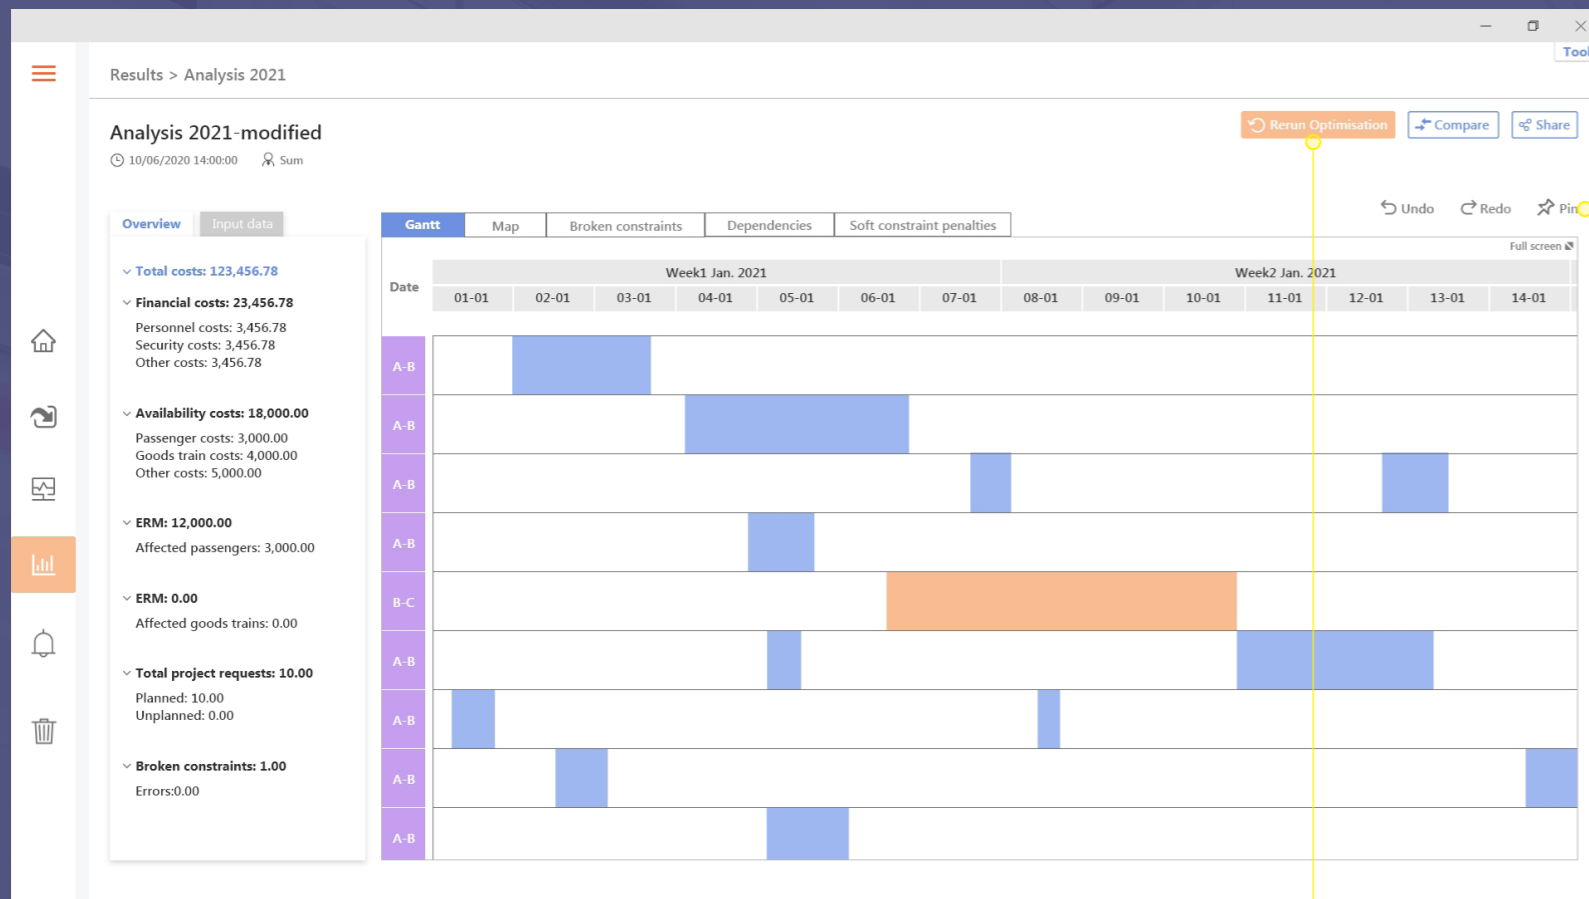 Tool
Results > Analysis 2021
Analysis 2021-modified
10/06/2020 14:00:00 Sum
Rerun Optimisation
Compare
Share
Undo
Redo
Pin
Overview
Input data
Total costs: 123,456.78
Financial costs: 23,456.78
Personnel costs: 3,456.78
Security costs: 3,456.78
Other costs: 3,456.78
Availability costs: 18,000.00
Passenger costs: 3,000.00
Goods train costs: 4,000.00
Other costs: 5,000.00
ERM: 12,000.00
Affected passengers: 3,000.00
ERM: 0.00
Affected goods trains: 0.00
Total project requests: 10.00
Planned: 10.00
Unplanned: 0.00
Broken constraints: 1.00
Errors:0.00
Gantt
Map
Broken constraints
Dependencies
Soft constraint penalties
Full screen
Date
Week1 Jan. 2021
Week2 Jan. 2021
01-01 02-01 03-01 04-01 05-01 06-01 07-01 08-01 09-01 10-01 11-01 12-01 13-01 14-01
A-B
A-B
A-B
A-B
B-C
A-B
A-B
A-B
A-B